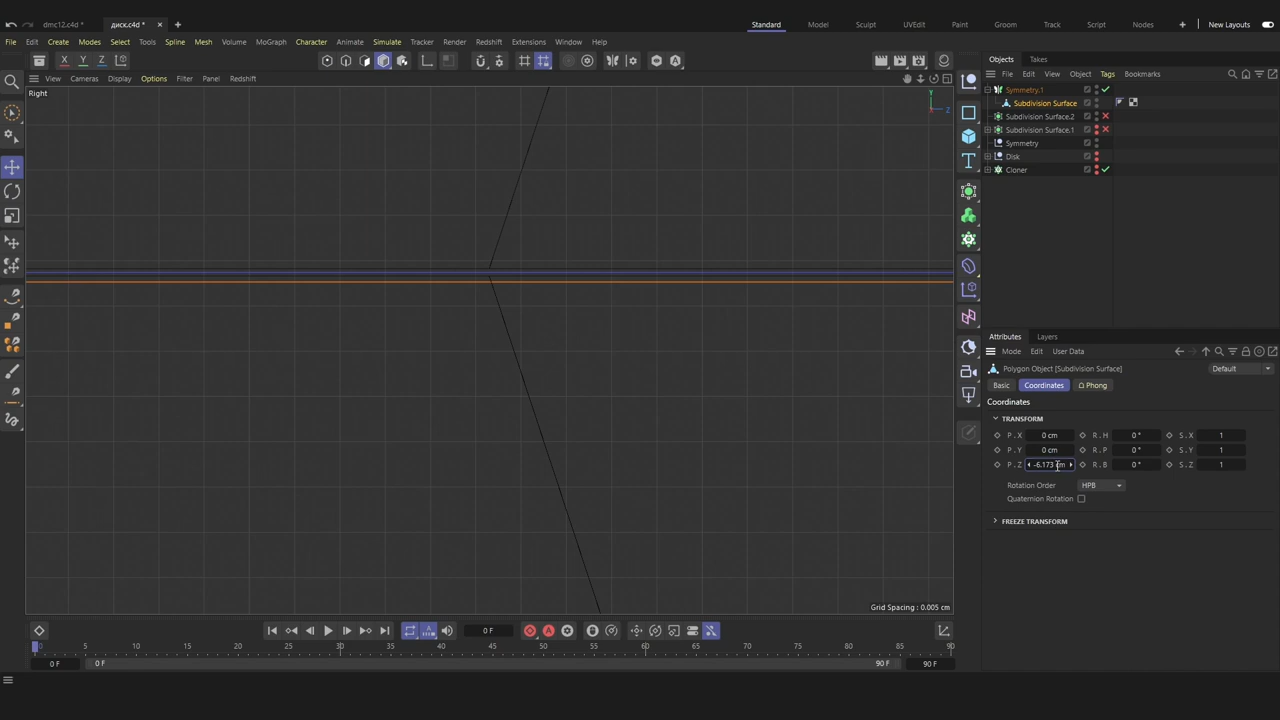 dmc12.c4d * диск.c4d * × +
Standard Model Sculpt UVEdit Paint Groom Track Script Nodes + New Layouts
File Edit Create Modes Select Tools Spline Mesh Volume MoGraph Character Animate Simulate Tracker Render Redshift Extensions Window Help
X Y Z
Objects Takes
File Edit View Object Tags Bookmarks
View Cameras Display Options Filter Panel Redshift
Right
Y
Z
Symmetry.1
Subdivision Surface
Subdivision Surface.2
Subdivision Surface.1
Symmetry
Disk
Cloner
Attributes Layers
Mode Edit User Data
Polygon Object [Subdivision Surface] Default
Basic Coordinates Phong
Coordinates
TRANSFORM
P.X 0 cm R.H 0 ° S.X 1
P.Y 0 cm R.P 0 ° S.Y 1
P.Z -6.173 cm R.B 0 ° S.Z 1
Rotation Order HPB
Quaternion Rotation
FREEZE TRANSFORM
Grid Spacing : 0.005 cm
0 F
0 5 10 15 20 25 30 35 40 45 50 55 60 65 70 75 80 85 90
0 F 0 F 90 F 90 F